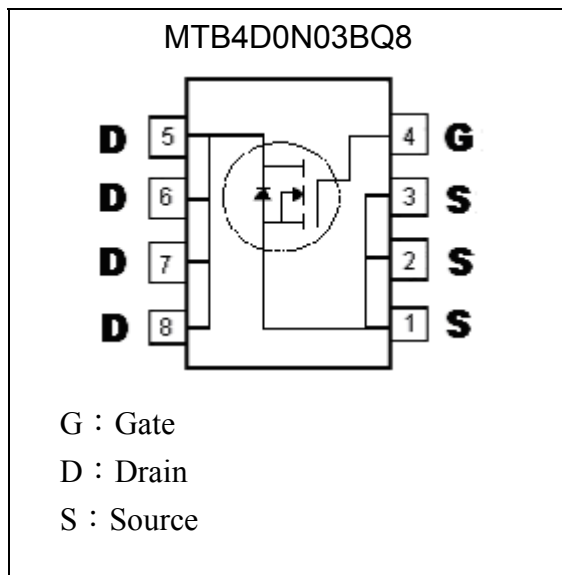 MTB4D0N03BQ8
D 5 4 G
D 6 3 S
D 7 2 S
D 8 1 S
G：Gate
D：Drain
S：Source